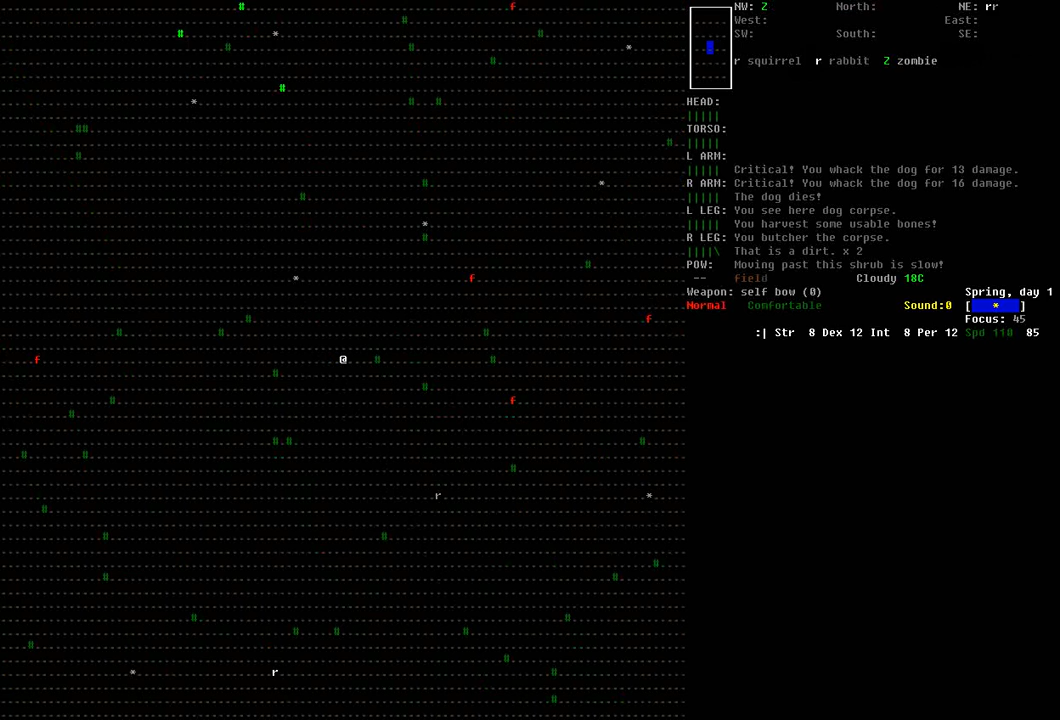 NW: Z North: NE: rr
West: East:
SW: South: SE:
r squirrel r rabbit Z zombie
HEAD:
|||||
TORSO:
|||||
L ARM:
||||| Critical! You whack the dog for 13 damage.
R ARM: Critical! You whack the dog for 16 damage.
||||| The dog dies!
L LEG: You see here dog corpse.
||||| You harvest some usable bones!
R LEG: You butcher the corpse.
||||\ That is a dirt. x 2
POW: Moving past this shrub is slow!
-- field Cloudy 18C
Weapon: self bow (0) Spring, day 1
Normal Comfortable Sound:0 [ * ]
Focus: 45
:| Str 8 Dex 12 Int 8 Per 12 Spd 110 85